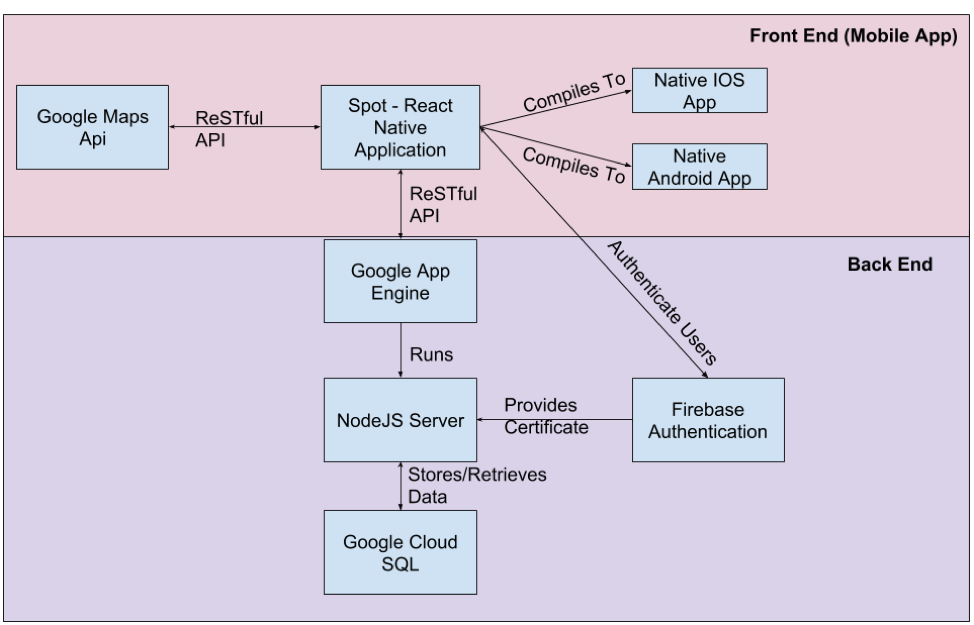 Front End (Mobile App)
Google Maps
Api
ReSTful
API
Spot - React
Native
Application
Compiles To
Native IOS
App
Compiles To
Native
Android App
ReSTful
API
Back End
Google App
Engine
Authenticate Users
Runs
NodeJS Server
Provides
Certificate
Firebase
Authentication
Stores/Retrieves
Data
Google Cloud
SQL